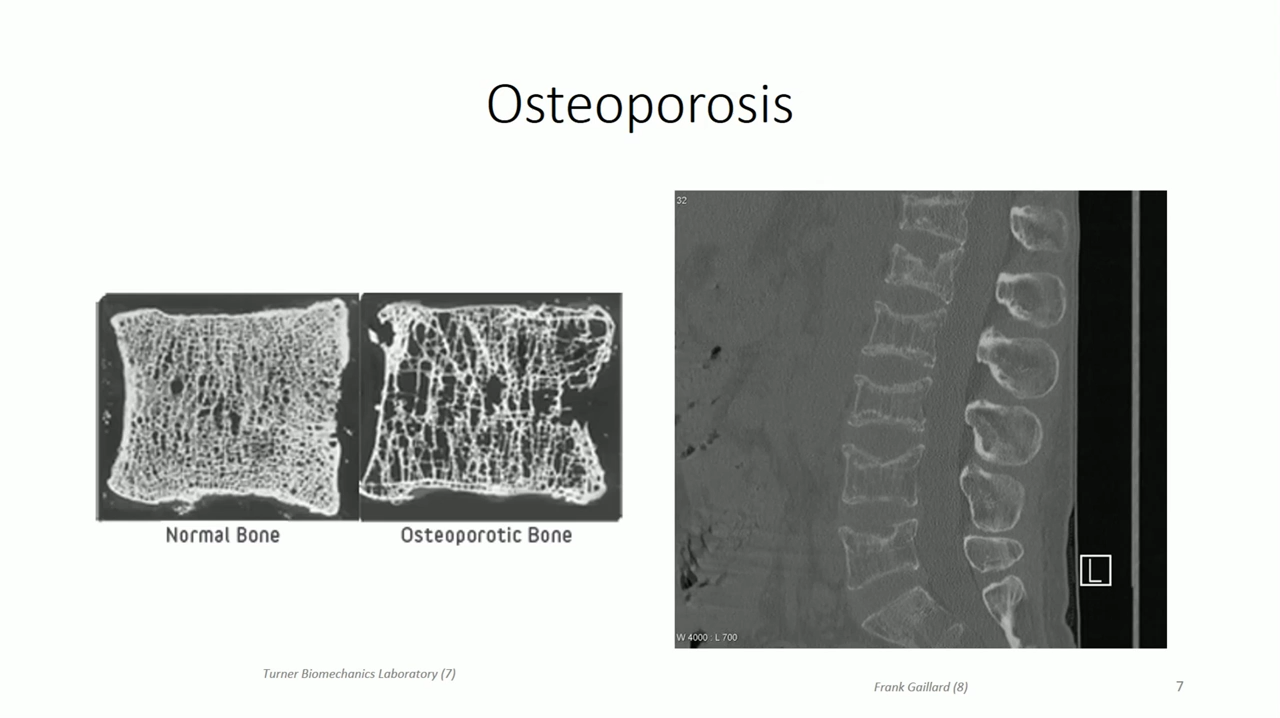 Osteoporosis
32
Normal Bone
Osteoporotic Bone
L
W 4000 : L 700
Turner Biomechanics Laboratory (7)
Frank Gaillard (8)
7